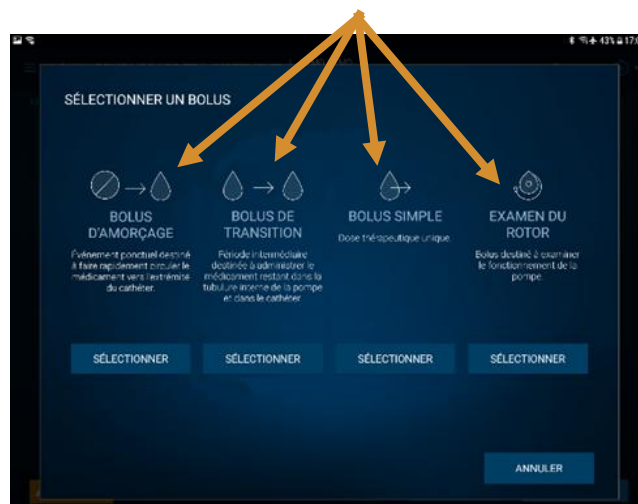 43% 17:0
SÉLECTIONNER UN BOLUS
BOLUS
D'AMORÇAGE
Événement ponctuel destiné
à faire rapidement circuler le
médicament vers l'extrémité
du cathéter.
BOLUS DE
TRANSITION
Période intermédiaire
destinée à administrer le
médicament restant dans la
tubulure interne de la pompe
et dans le cathéter
BOLUS SIMPLE
Dose thérapeutique unique.
EXAMEN DU
ROTOR
Bolus destiné à examiner
le fonctionnement de la
pompe.
SÉLECTIONNER
SÉLECTIONNER
SÉLECTIONNER
SÉLECTIONNER
ANNULER